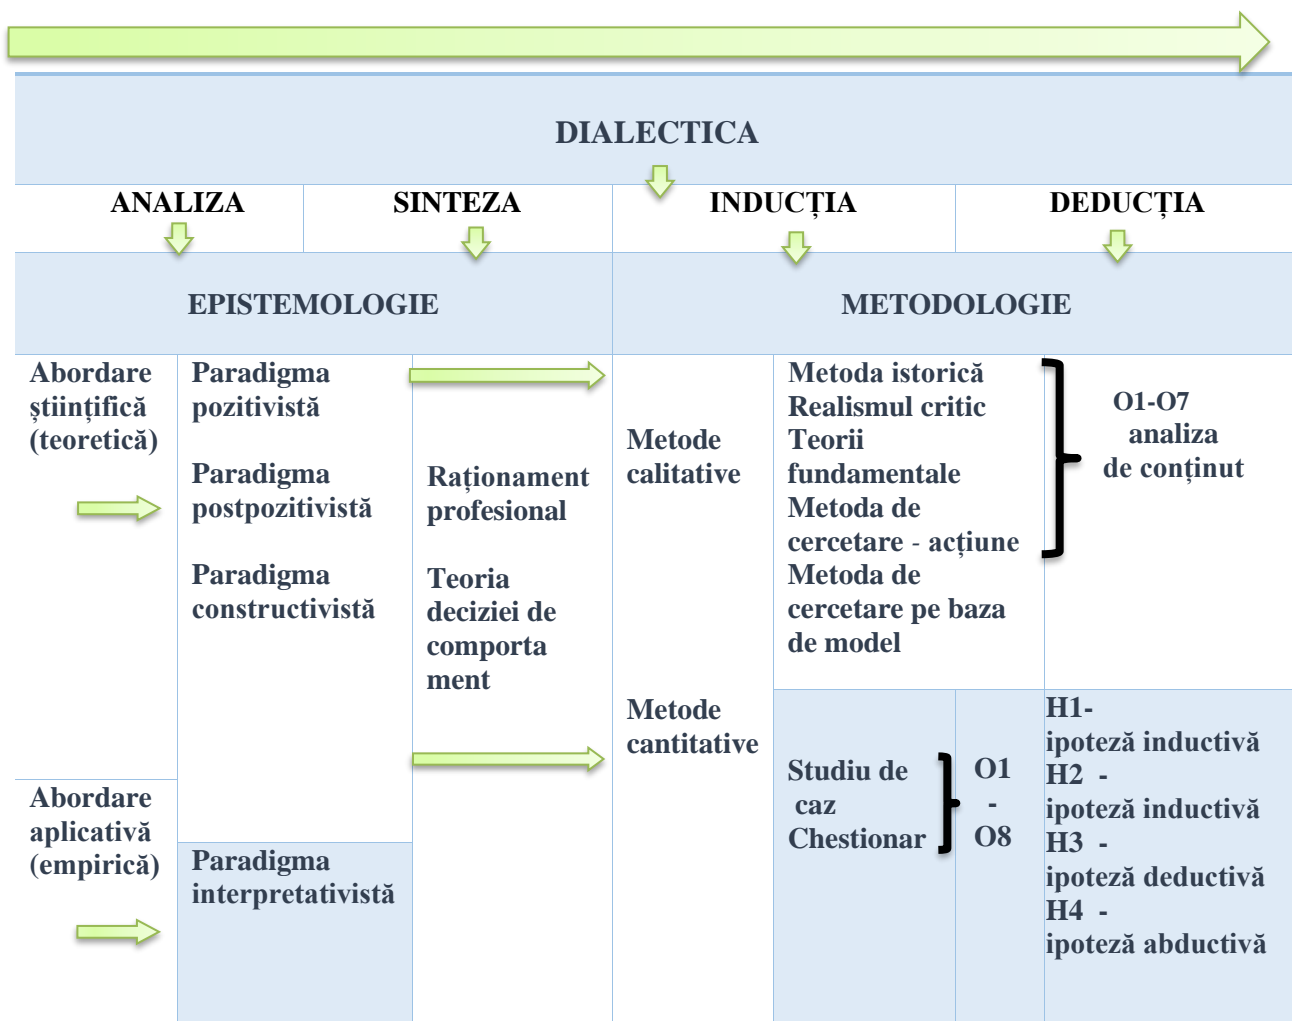 DIALECTICA
ANALIZA
SINTEZA
INDUCȚIA
DEDUCȚIA
EPISTEMOLOGIE
METODOLOGIE
Abordare
științifică
(teoretică)
Abordare
aplicativă
(empirică)
Paradigma
pozitivistă
Paradigma
postpozitivistă
Paradigma
constructivistă
Paradigma
interpretativistă
Raționament
profesional
Teoria
deciziei de
comporta
ment
Metode
calitative
Metode
cantitative
Metoda istorică
Realismul critic
Teorii
fundamentale
Metoda de
cercetare - acțiune
Metoda de
cercetare pe baza
de model
O1-O7
analiza
de conținut
Studiu de
caz
Chestionar
O1
-
O8
H1-
ipoteză inductivă
H2 -
ipoteză inductivă
H3 -
ipoteză deductivă
H4 -
ipoteză abductivă